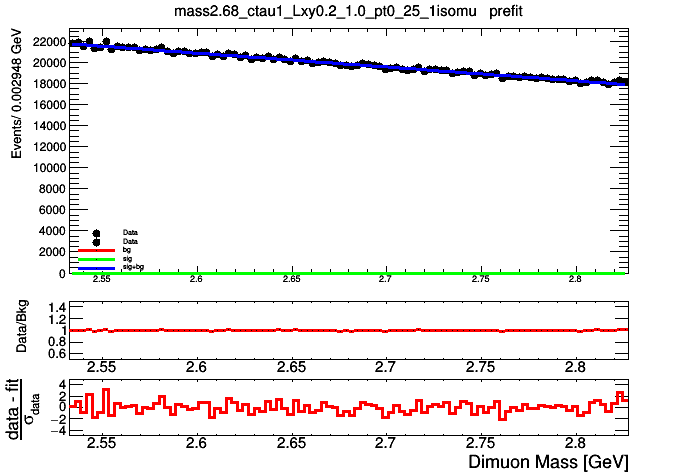 mass2.68_ctau1_Lxy0.2_1.0_pt0_25_1isomu prefit
Events/ 0.002948 GeV
22000
20000
18000
16000
14000
12000
10000
8000
6000
4000
2000
0
Data
Data
bg
sig
sig+bg
2.55 2.6 2.65 2.7 2.75 2.8
Data/Bkg
1.4
1.2
1
0.8
0.6
2.55 2.6 2.65 2.7 2.75 2.8
data - fit
σdata
4
2
0
−2
−4
2.55 2.6 2.65 2.7 2.75 2.8
Dimuon Mass [GeV]